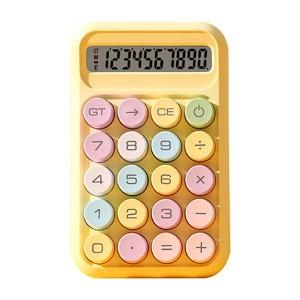 1234567890
GT → CE
7 8 9 ÷
4 5 6 ×
1 2 3 -
0 . = +